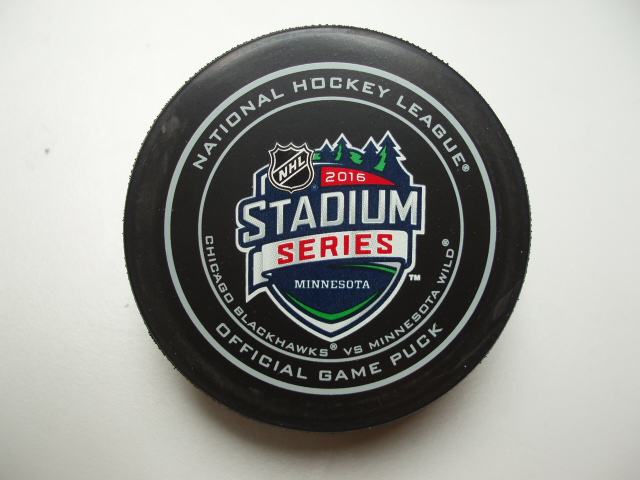 NATIONAL HOCKEY LEAGUE®
NHL
2016
STADIUM
SERIES
MINNESOTA
™
CHICAGO BLACKHAWKS® VS MINNESOTA WILD®
OFFICIAL GAME PUCK